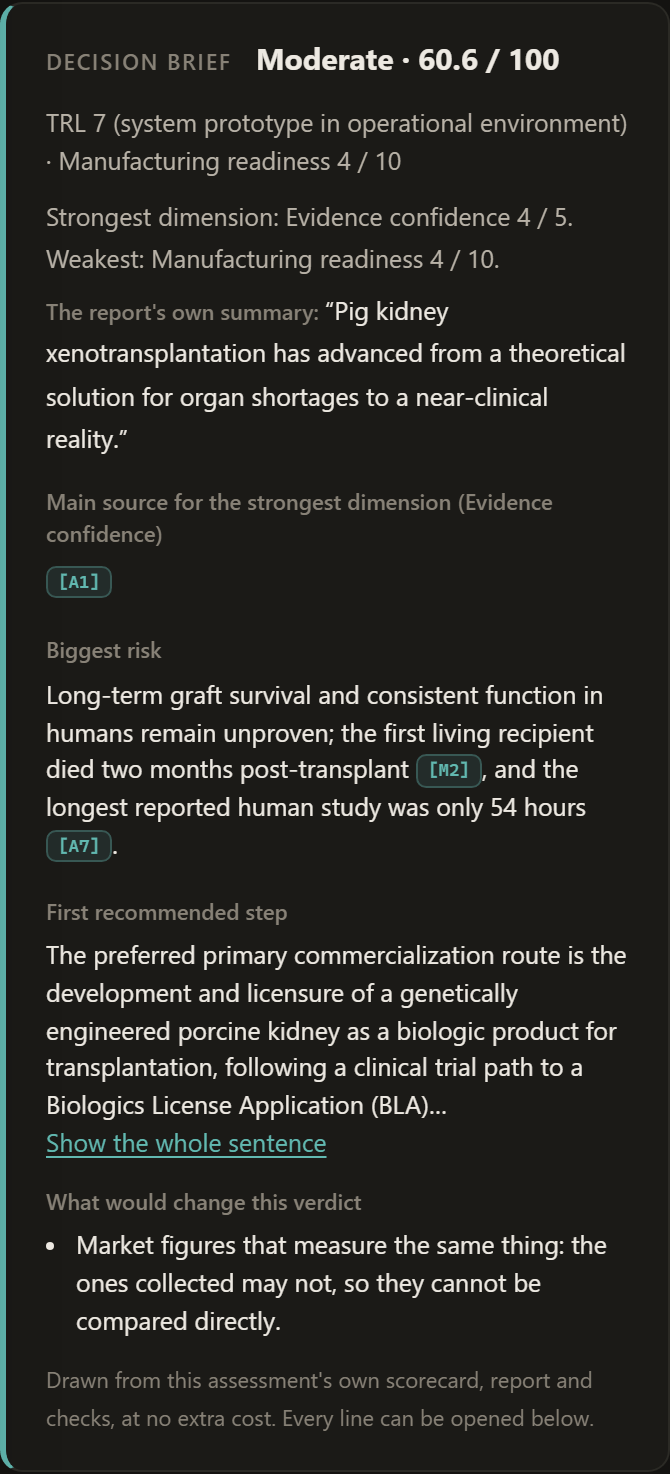 DECISION BRIEF Moderate · 60.6 / 100
TRL 7 (system prototype in operational environment)
· Manufacturing readiness 4 / 10
Strongest dimension: Evidence confidence 4 / 5.
Weakest: Manufacturing readiness 4 / 10.
The report's own summary: “Pig kidney
xenotransplantation has advanced from a theoretical
solution for organ shortages to a near-clinical
reality.”
Main source for the strongest dimension (Evidence
confidence)
[A1]
Biggest risk
Long-term graft survival and consistent function in
humans remain unproven; the first living recipient
died two months post-transplant [M2], and the
longest reported human study was only 54 hours
[A7].
First recommended step
The preferred primary commercialization route is the
development and licensure of a genetically
engineered porcine kidney as a biologic product for
transplantation, following a clinical trial path to a
Biologics License Application (BLA)...
Show the whole sentence
What would change this verdict
• Market figures that measure the same thing: the
ones collected may not, so they cannot be
compared directly.
Drawn from this assessment's own scorecard, report and
checks, at no extra cost. Every line can be opened below.